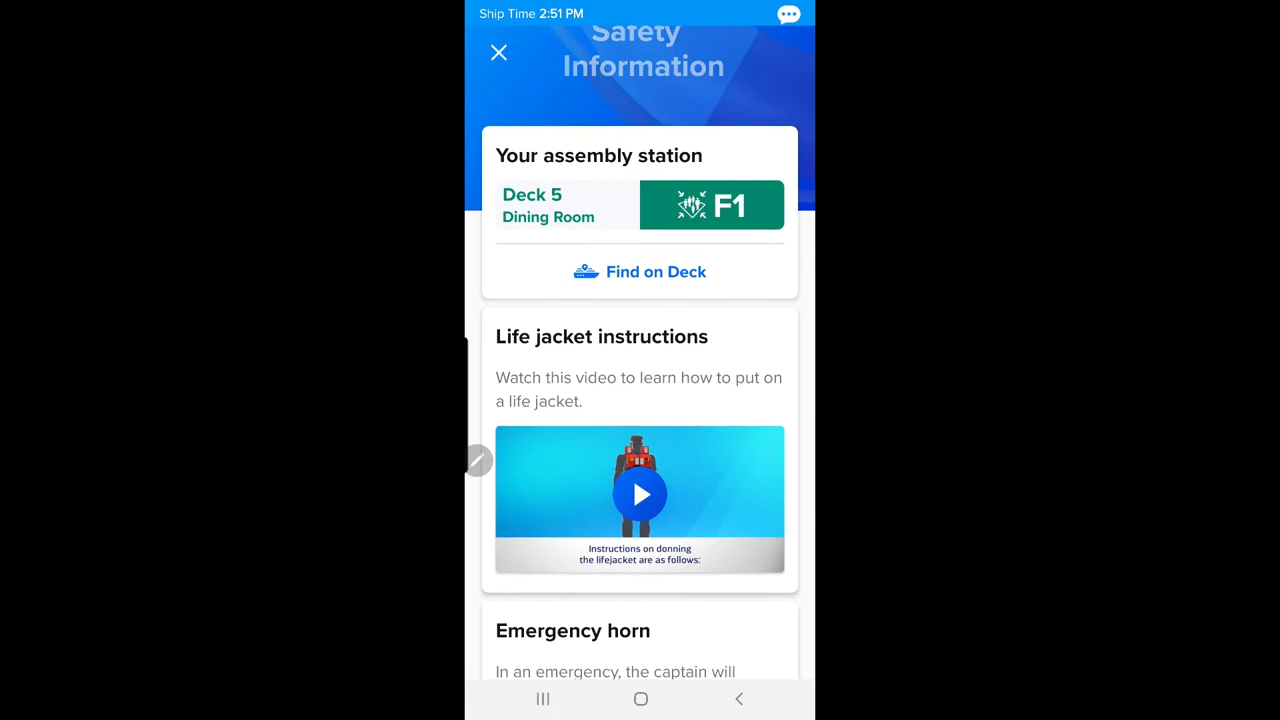 Ship Time 2:51 PM
Safety
Information
Your assembly station
Deck 5
Dining Room
F1
Find on Deck
Life jacket instructions
Watch this video to learn how to put on
a life jacket.
Instructions on donning
the lifejacket are as follows:
Emergency horn
In an emergency, the captain will